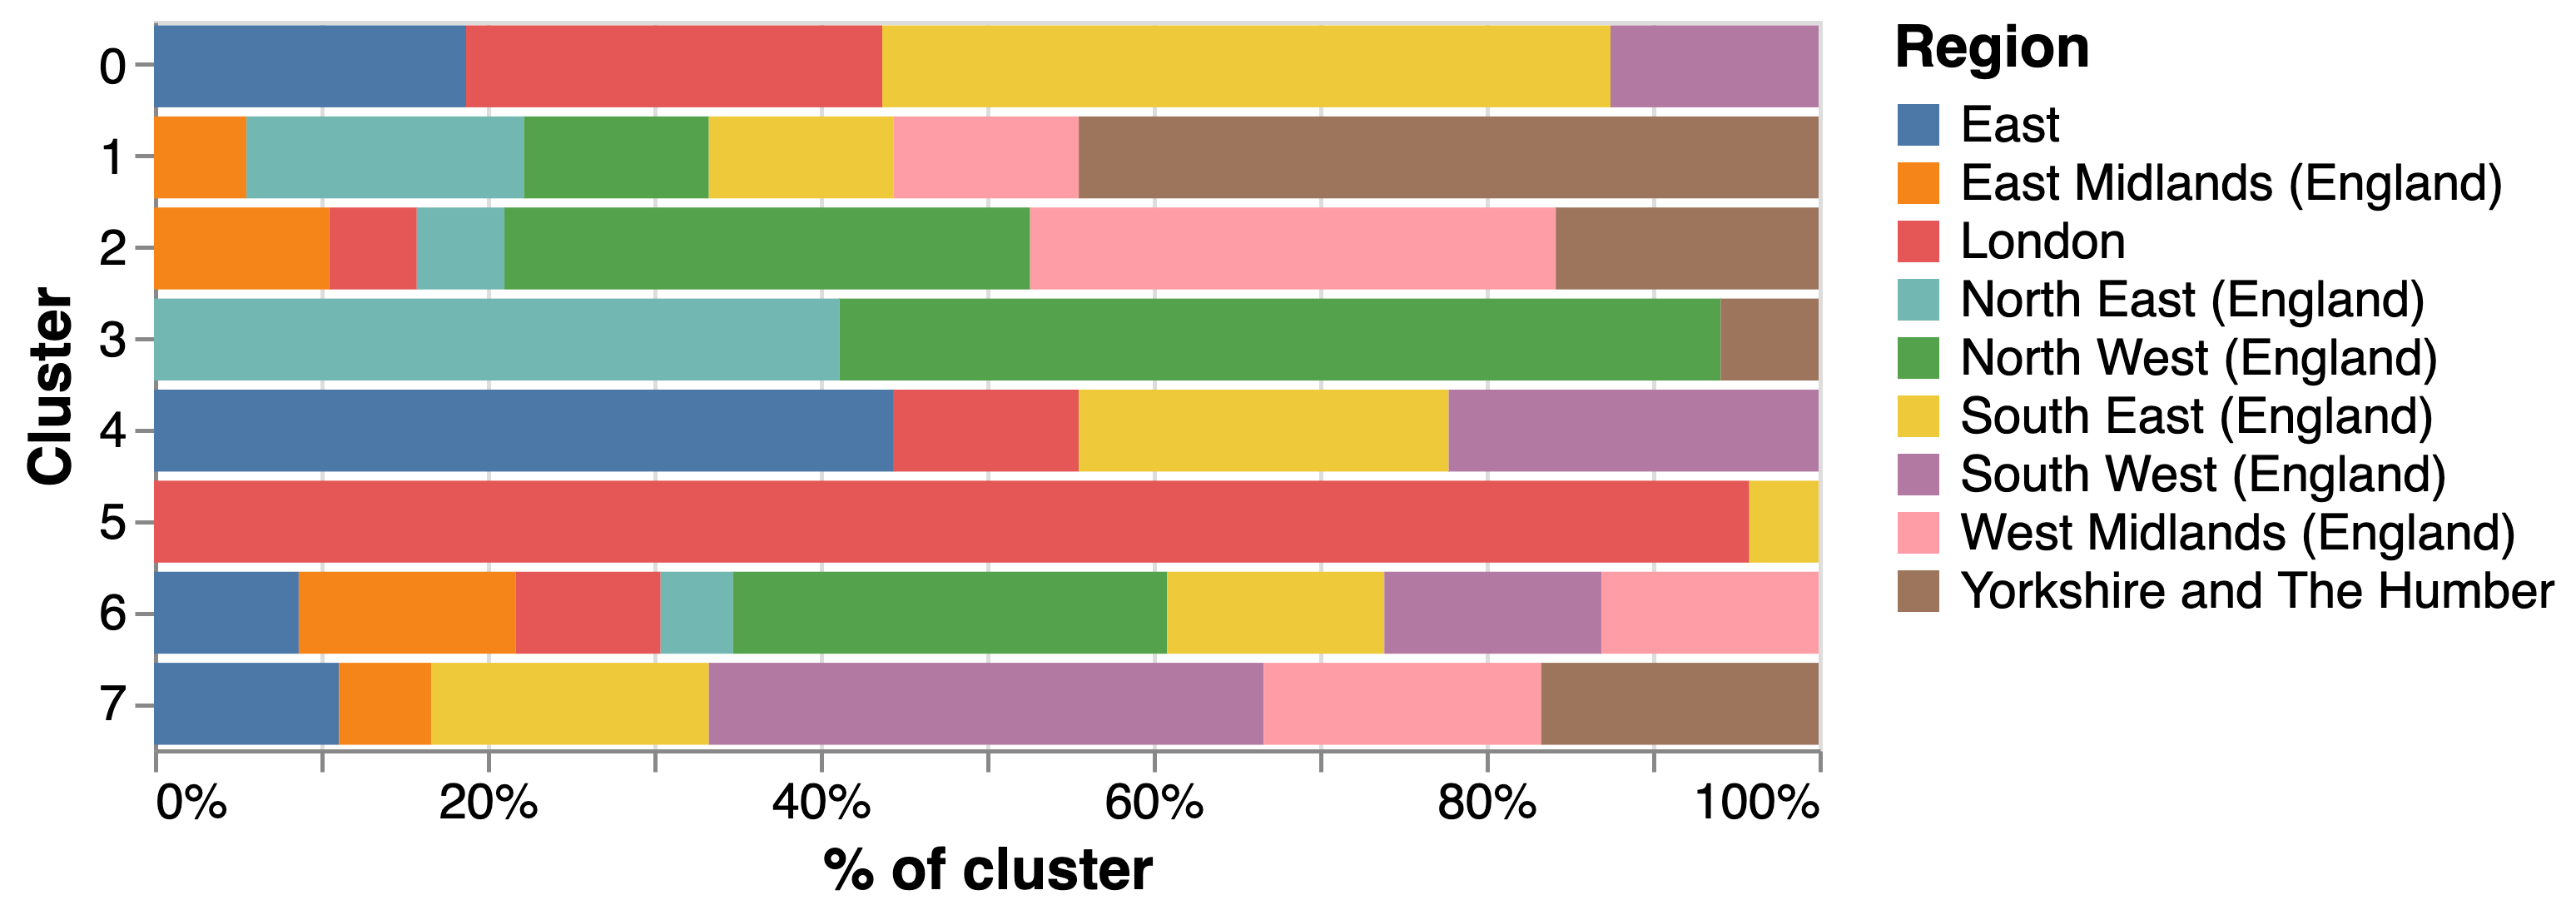 Cluster
0
1
2
3
4
5
6
7
0% 20% 40% 60% 80% 100%
% of cluster
Region
East
East Midlands (England)
London
North East (England)
North West (England)
South East (England)
South West (England)
West Midlands (England)
Yorkshire and The Humber